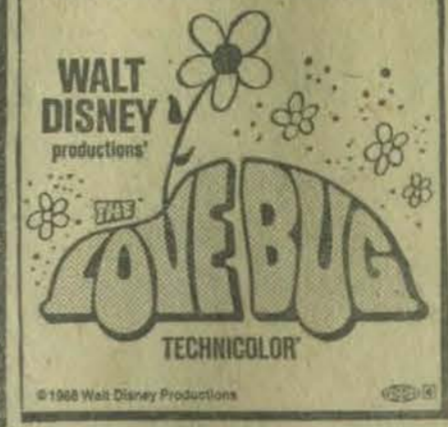 WALT
DISNEY
productions'
THE
LOVE BUG
TECHNICOLOR®
© 1968 Walt Disney Productions